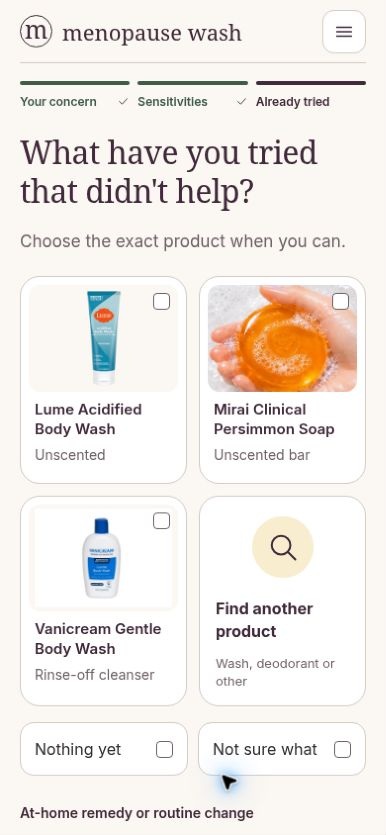 m menopause wash
Your concern
Sensitivities
Already tried
What have you tried
that didn't help?
Choose the exact product when you can.
Lume
Lume Acidified
Body Wash
Unscented
Mirai Clinical
Persimmon Soap
Unscented bar
VANICREAM
Vanicream Gentle
Body Wash
Rinse-off cleanser
Find another
product
Wash, deodorant or
other
Nothing yet
Not sure what
At-home remedy or routine change